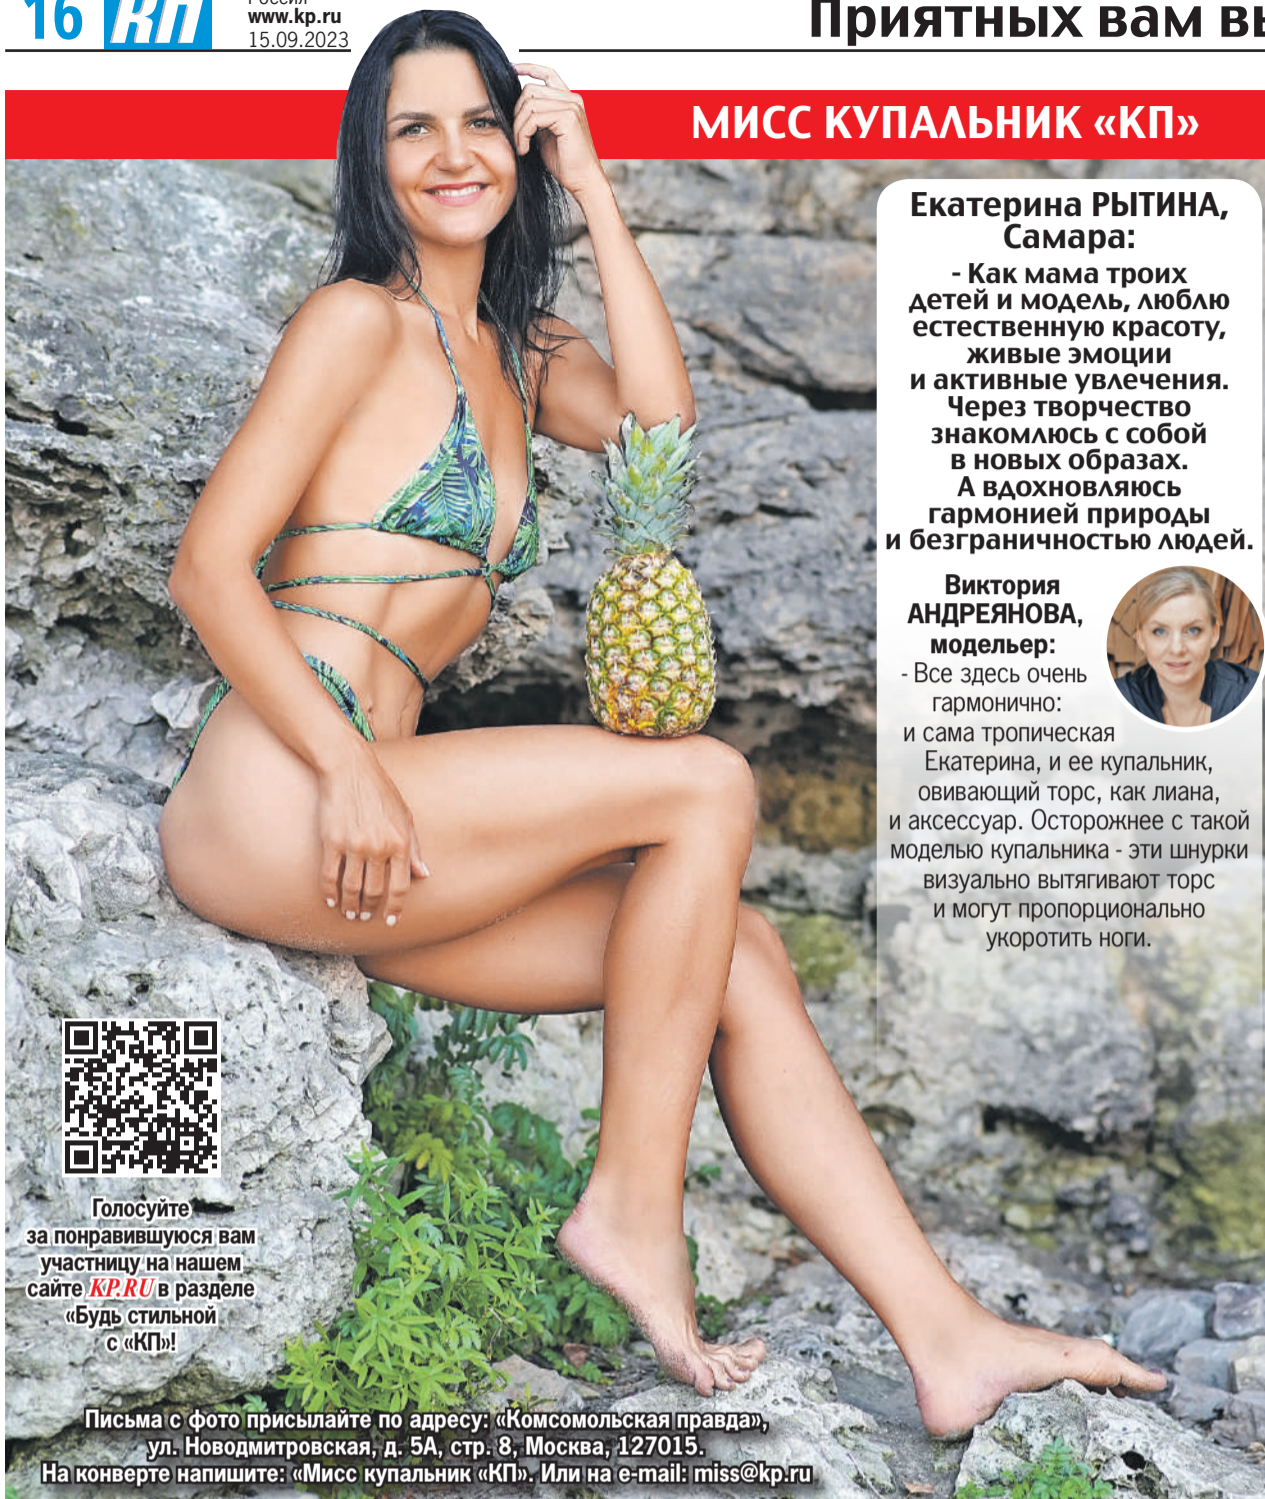 16 КП
Россия
www.kp.ru
15.09.2023
Приятных вам
МИСС КУПАЛЬНИК «КП»
Екатерина РЫТИНА,
Самара:
- Как мама троих
детей и модель, люблю
естественную красоту,
живые эмоции
и активные увлечения.
Через творчество
знакомлюсь с собой
в новых образах.
А вдохновляюсь
гармонией природы
и безграничностью людей.
Виктория
АНДРЕЯНОВА,
модельер:
- Все здесь очень
гармонично:
и сама тропическая
Екатерина, и ее купальник,
овивающий торс, как лиана,
и аксессуар. Осторожнее с такой
моделью купальника - эти шнурки
визуально вытягивают торс
и могут пропорционально
укоротить ноги.
Голосуйте
за понравившуюся вам
участницу на нашем
сайте KP.RU в разделе
«Будь стильной
с «КП»!
Письма с фото присылайте по адресу: «Комсомольская правда»,
ул. Новодмитровская, д. 5А, стр. 8, Москва, 127015.
На конверте напишите: «Мисс купальник «КП». Или на e-mail: miss@kp.ru